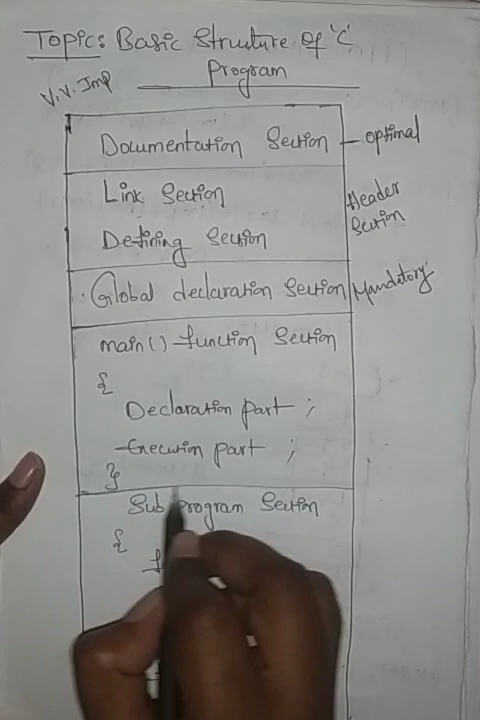 Topic: Basic Structure of 'C'
Program
V.V. Imp
Documentation Section - optimal
Link Section
Header
Section
Defining Section
Global declaration Section Mandatory
main() function Section
{
Declaration part ;
Execution part ;
}
Sub program Section
{